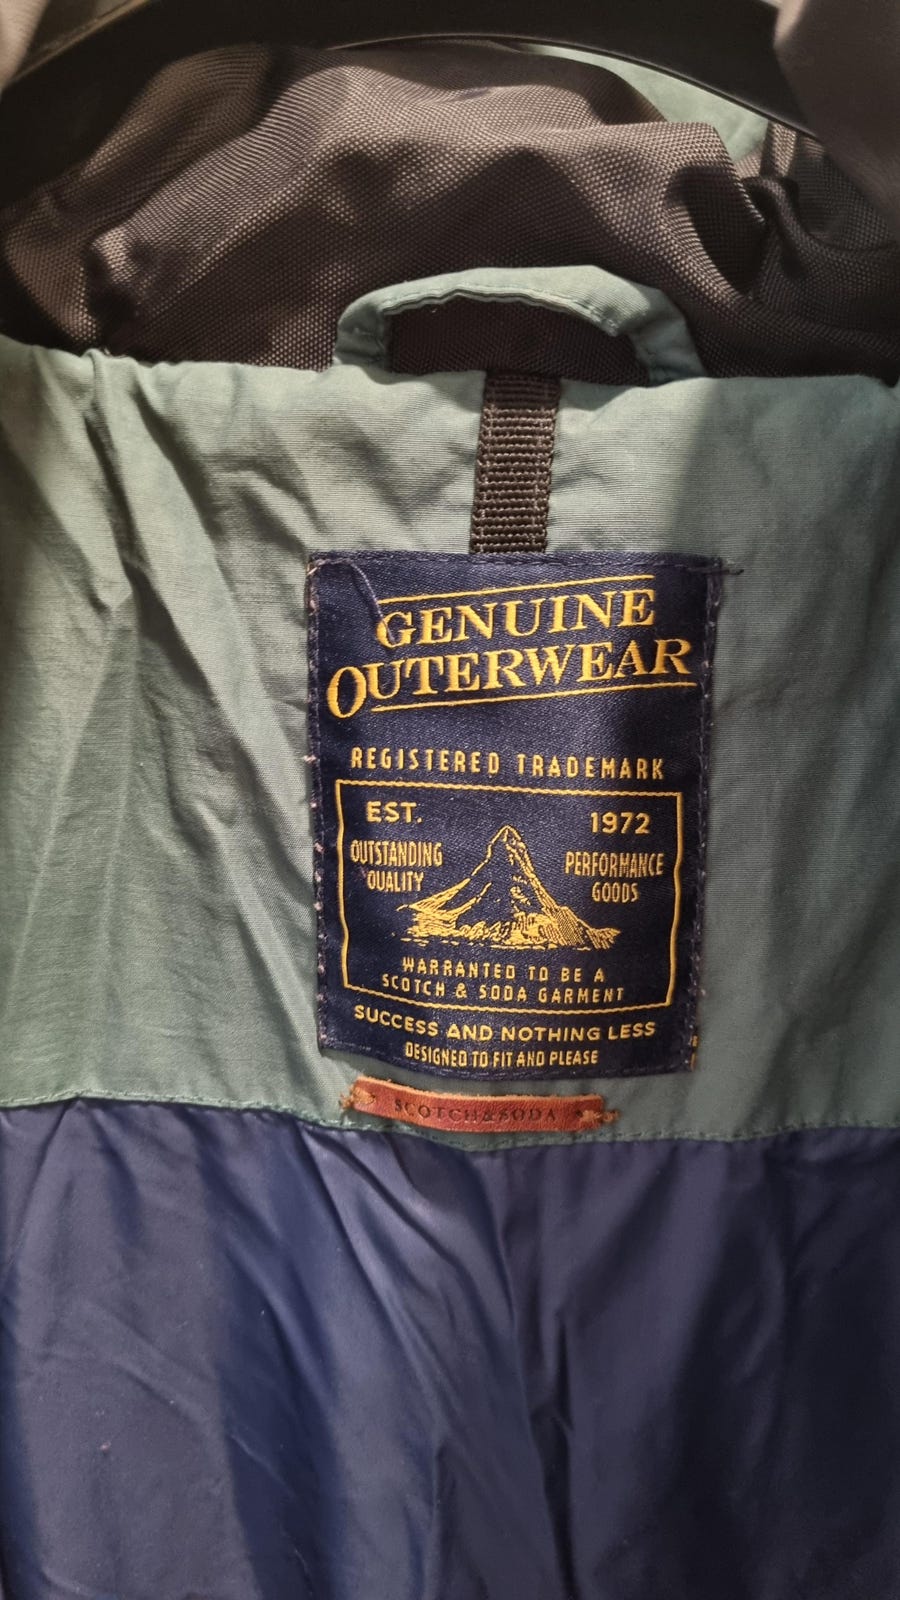 GENUINE
OUTERWEAR
REGISTERED TRADEMARK
EST. 1972
OUTSTANDING PERFORMANCE
QUALITY GOODS
WARRANTED TO BE A
SCOTCH & SODA GARMENT
SUCCESS AND NOTHING LESS
DESIGNED TO FIT AND PLEASE
SCOTCH & SODA